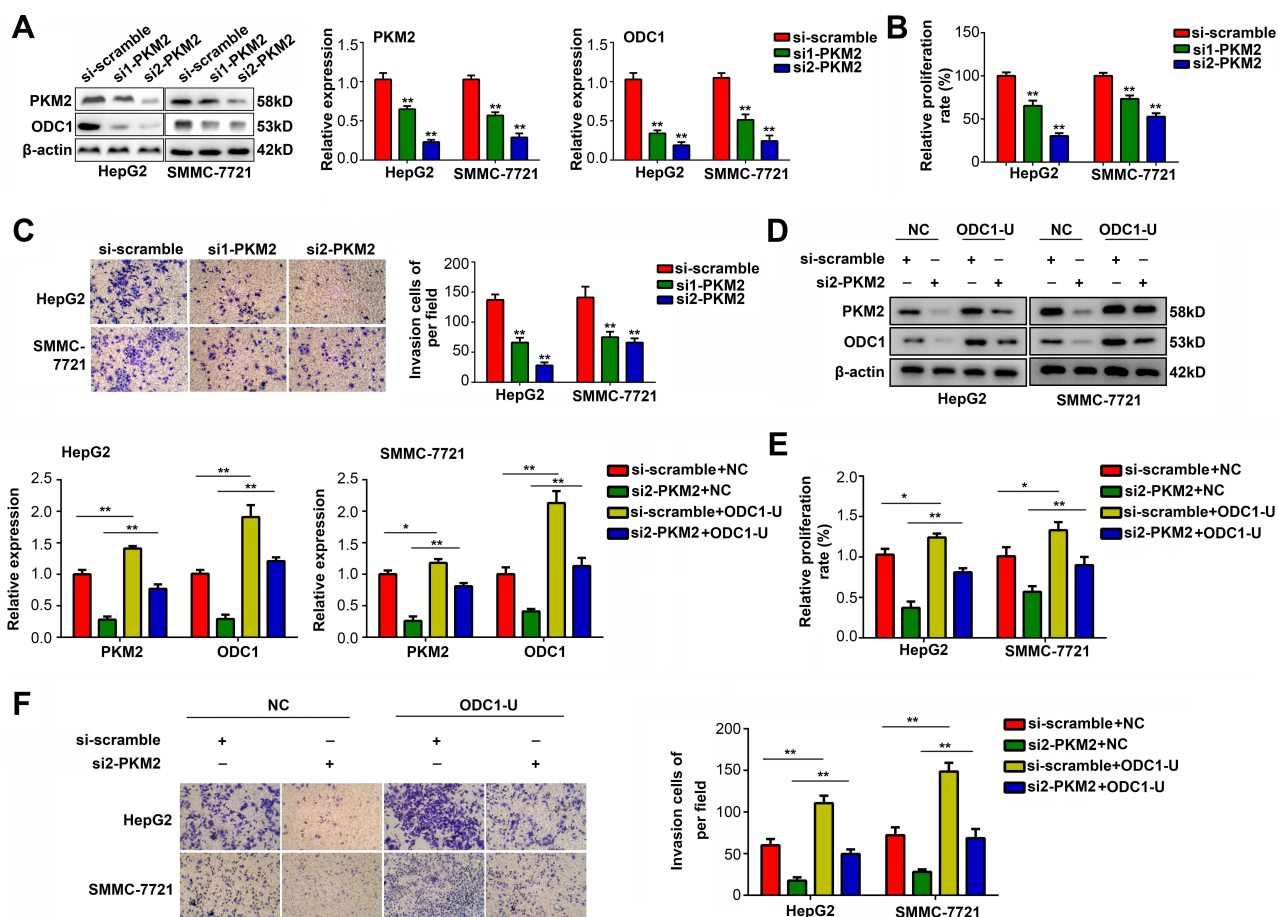 A
si-scramble si1-PKM2 si2-PKM2 si-scramble si1-PKM2 si2-PKM2
PKM2 58kD
ODC1 53kD
β-actin 42kD
HepG2 SMMC-7721
PKM2
Relative expression
1.5
1.0
0.5
0.0
** ** ** **
HepG2 SMMC-7721
ODC1
Relative expression
1.5
1.0
0.5
0.0
** ** ** **
HepG2 SMMC-7721
si-scramble
si1-PKM2
si2-PKM2
B
Relative proliferation
rate (%)
150
100
50
0
** ** ** **
HepG2 SMMC-7721
si-scramble
si1-PKM2
si2-PKM2
C
si-scramble si1-PKM2 si2-PKM2
HepG2
SMMC-
7721
Invasion cells of
per field
200
150
100
50
0
** ** ** **
HepG2 SMMC-7721
si-scramble
si1-PKM2
si2-PKM2
D
NC ODC1-U NC ODC1-U
si-scramble + − + − + − + −
si2-PKM2 − + − + − + − +
PKM2 58kD
ODC1 53kD
β-actin 42kD
HepG2 SMMC-7721
HepG2
Relative expression
2.5
2.0
1.5
1.0
0.5
0.0
** ** ** **
PKM2 ODC1
SMMC-7721
Relative expression
2.5
2.0
1.5
1.0
0.5
0.0
* ** ** **
PKM2 ODC1
si-scramble+NC
si2-PKM2+NC
si-scramble+ODC1-U
si2-PKM2+ODC1-U
E
Relative proliferation
rate (%)
2.0
1.5
1.0
0.5
0.0
* ** * **
HepG2 SMMC-7721
si-scramble+NC
si2-PKM2+NC
si-scramble+ODC1-U
si2-PKM2+ODC1-U
F
NC ODC1-U
si-scramble + − + −
si2-PKM2 − + − +
HepG2
SMMC-7721
Invasion cells of
per field
200
150
100
50
0
** ** ** **
HepG2 SMMC-7721
si-scramble+NC
si2-PKM2+NC
si-scramble+ODC1-U
si2-PKM2+ODC1-U